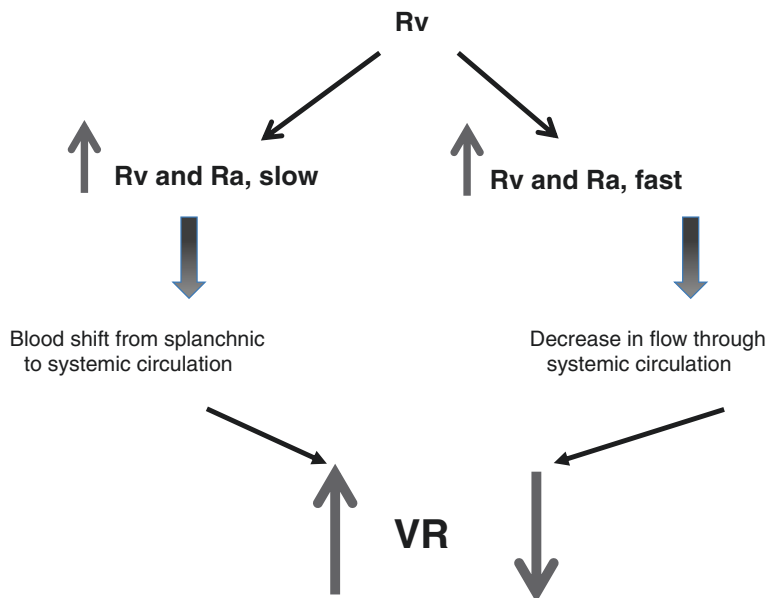 Rv
Rv and Ra, slow
Rv and Ra, fast
Blood shift from splanchnic
to systemic circulation
Decrease in flow through
systemic circulation
VR